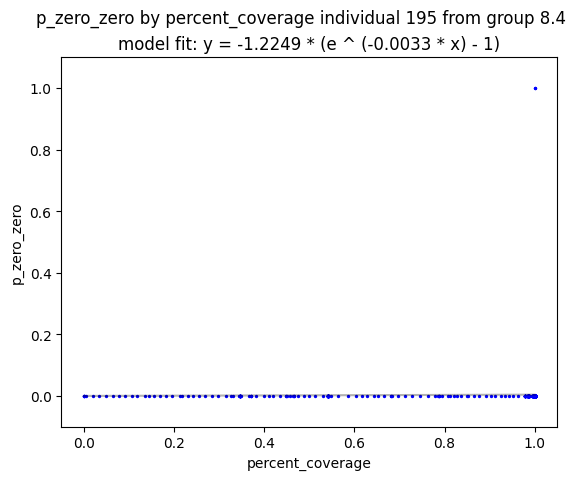 p_zero_zero by percent_coverage individual 195 from group 8.4
model fit: y = -1.2249 * (e ^ (-0.0033 * x) - 1)
1.0
0.8
0.6
0.4
0.2
0.0
p_zero_zero
0.0 0.2 0.4 0.6 0.8 1.0
percent_coverage